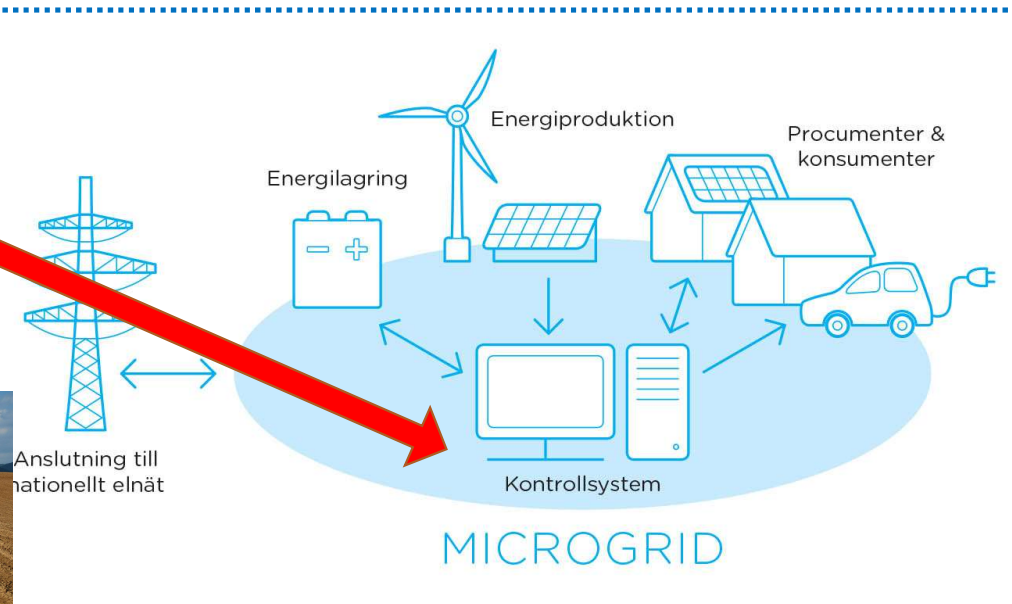 Energiproduktion
Procumenter &
konsumenter
Energilagring
Anslutning till
nationellt elnät
Kontrollsystem
MICROGRID